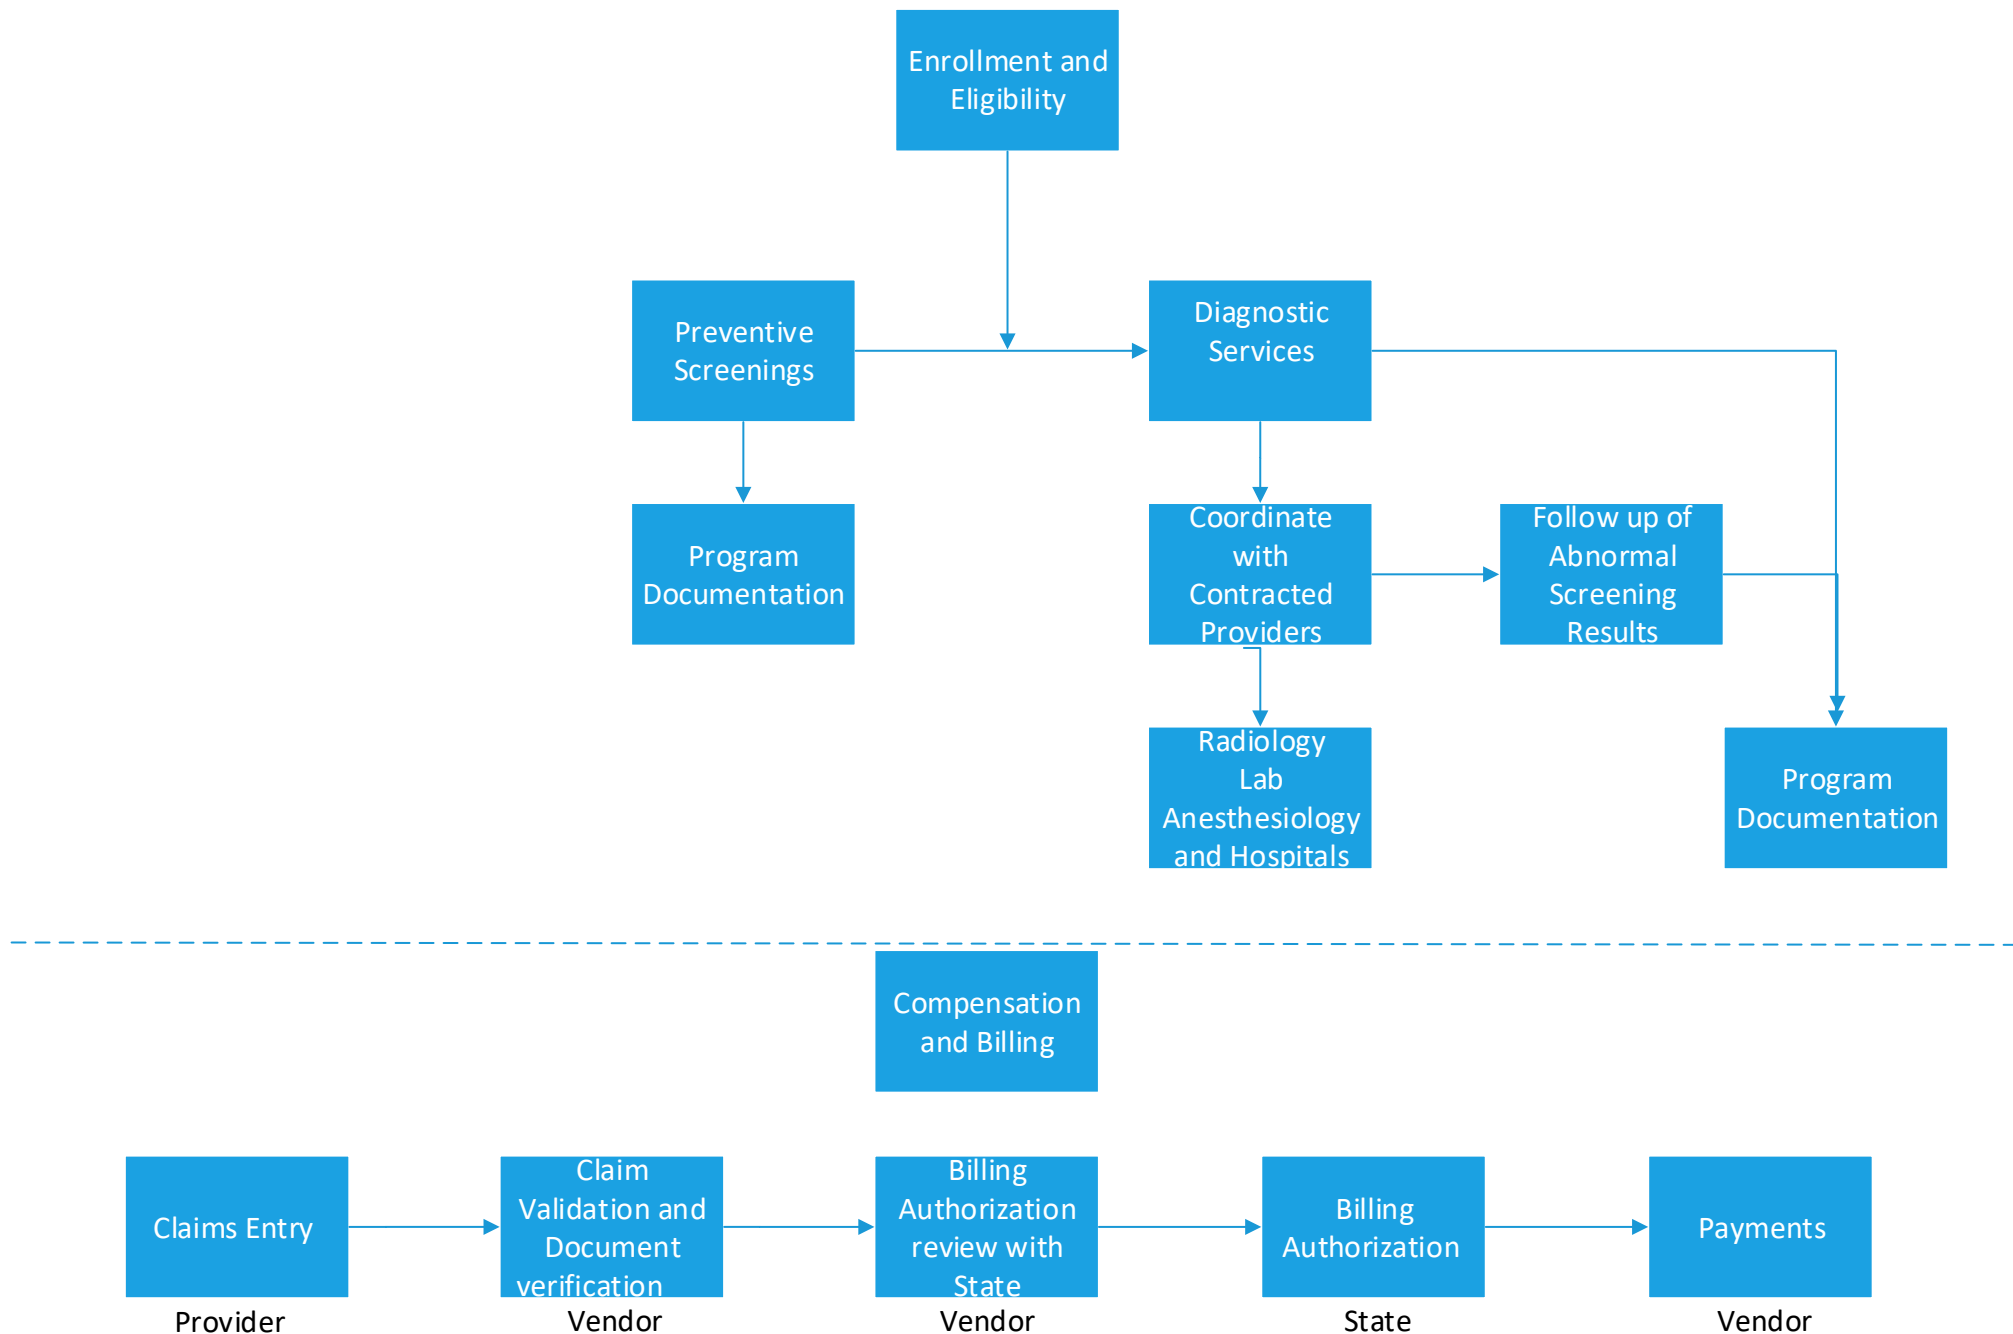 Enrollment and
Eligibility
Preventive
Screenings
Diagnostic
Services
Program
Documentation
Coordinate
with
Contracted
Providers
Follow up of
Abnormal
Screening
Results
Radiology
Lab
Anesthesiology
and Hospitals
Program
Documentation
Compensation
and Billing
Claims Entry
Claim
Validation and
Document
verification
Billing
Authorization
review with
State
Billing
Authorization
Payments
Provider
Vendor
Vendor
State
Vendor